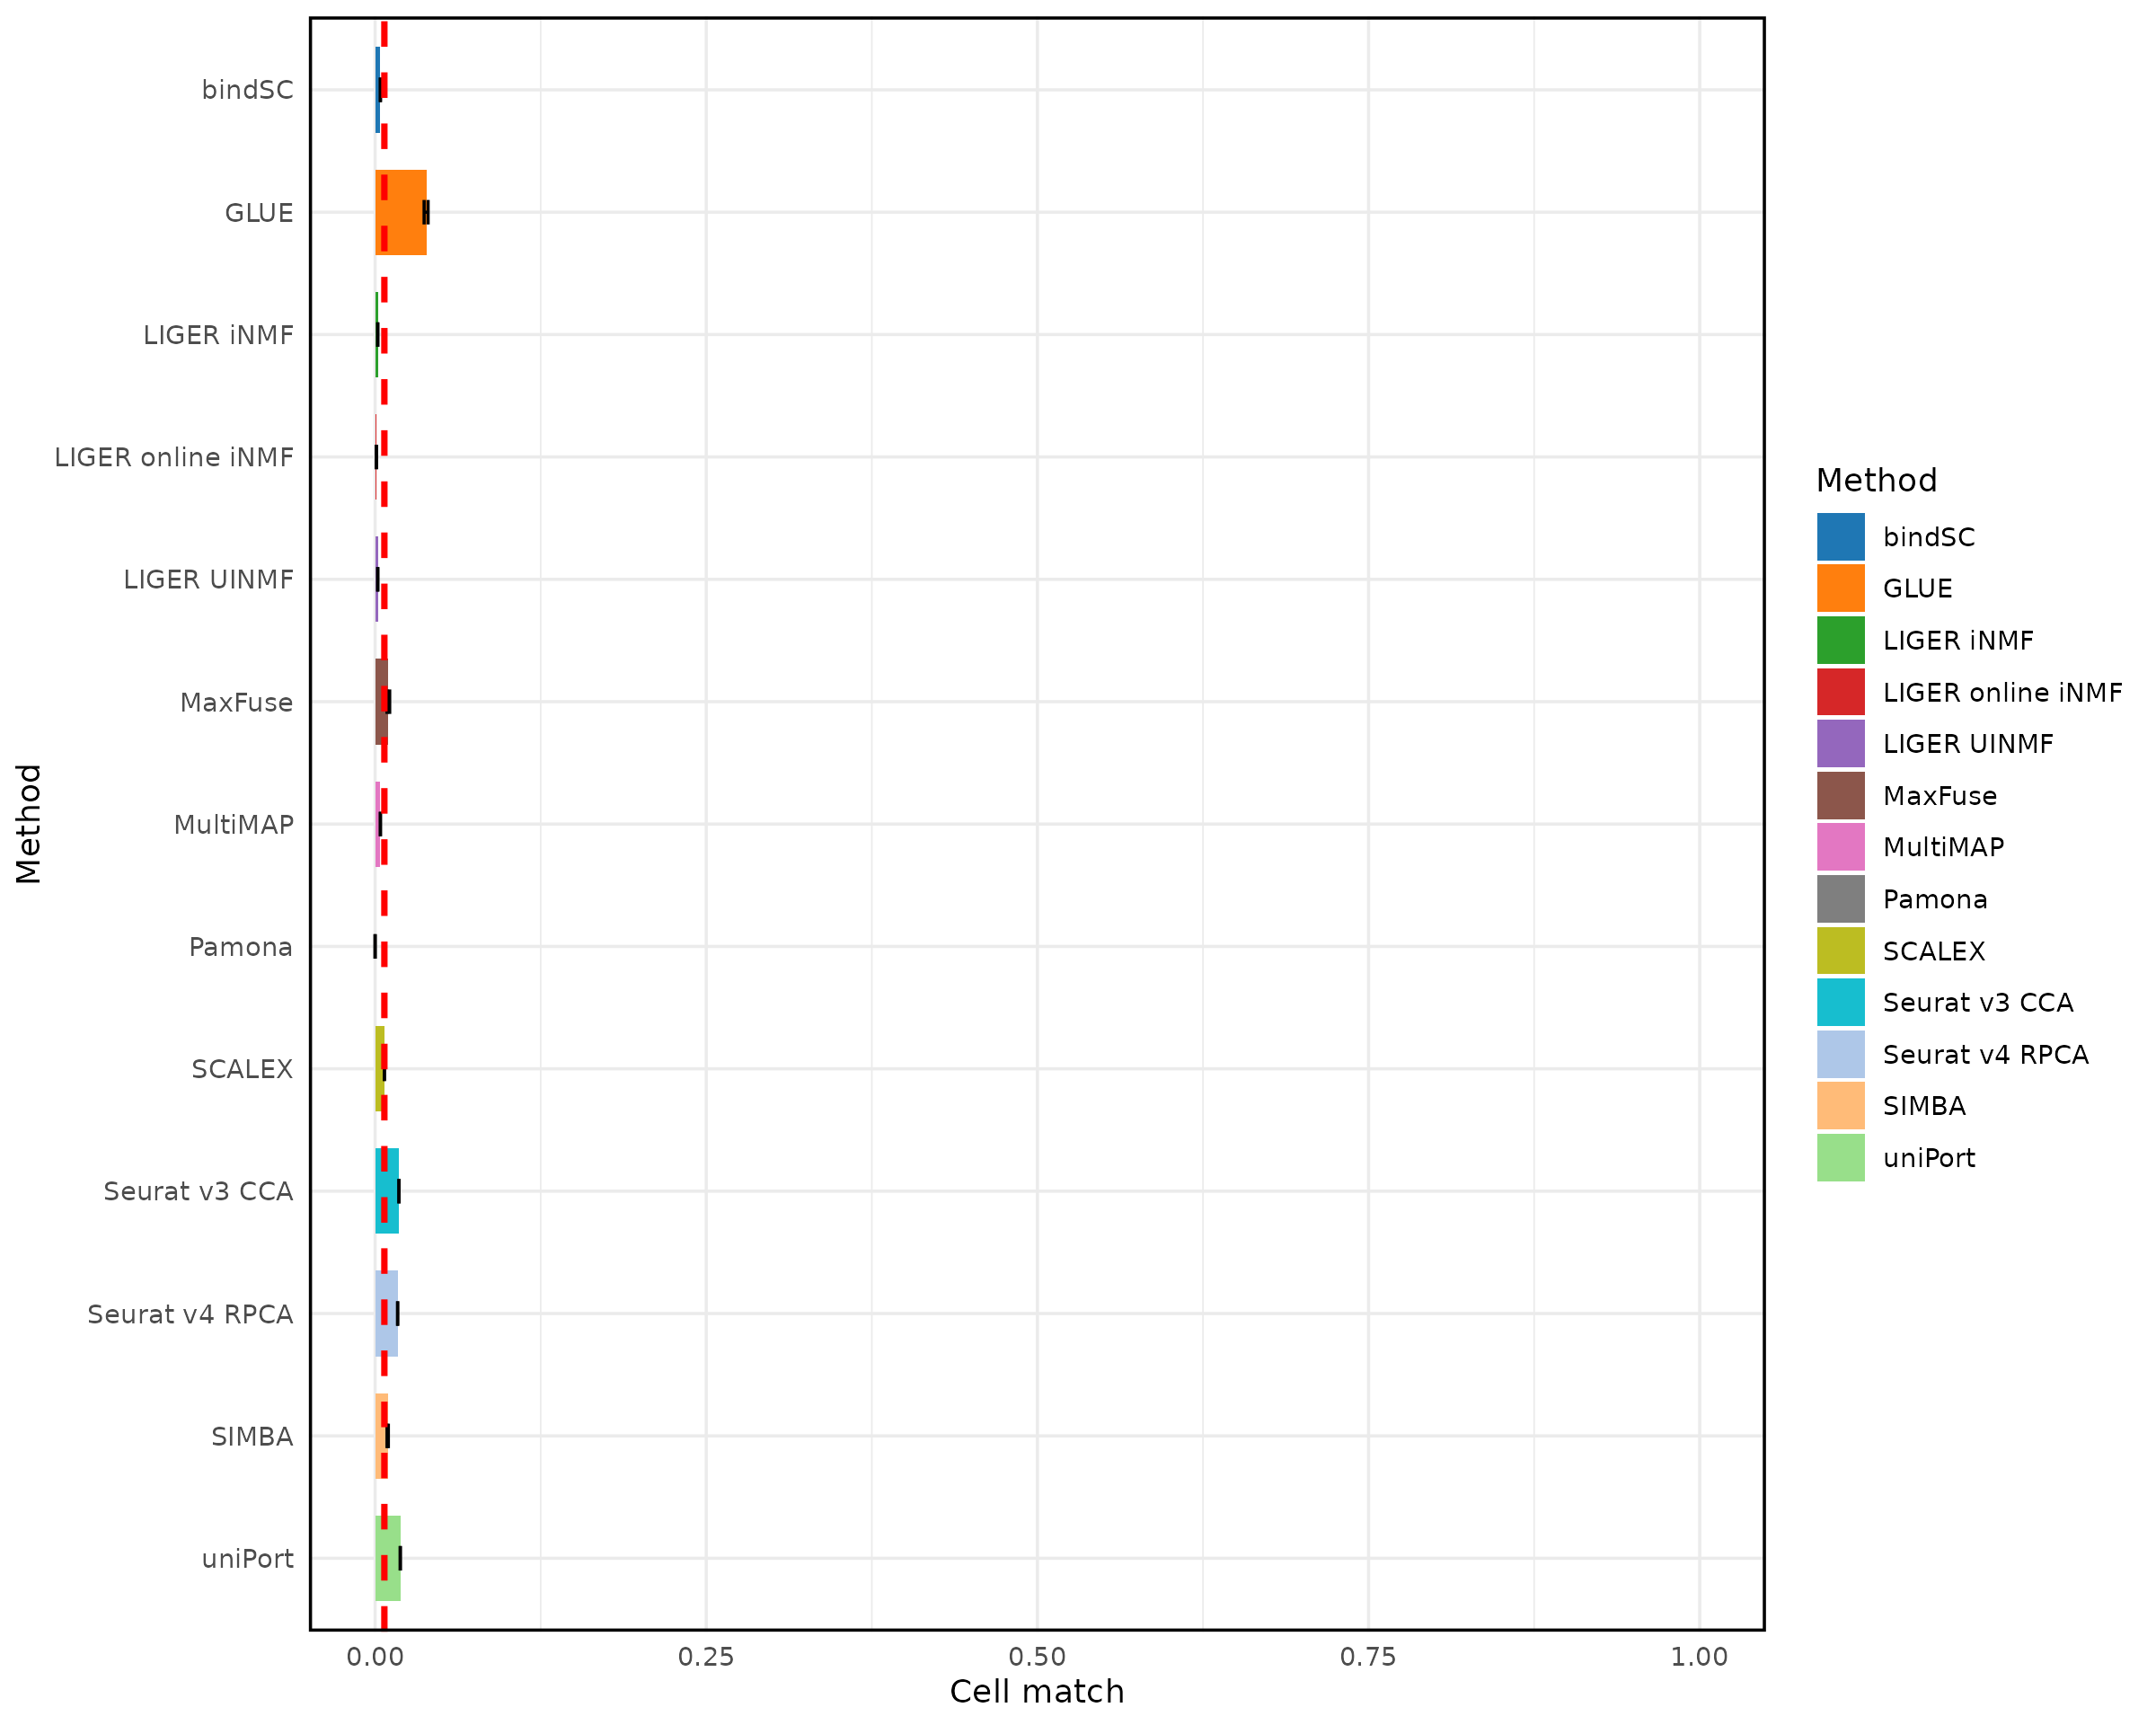 Method
bindSC
GLUE
LIGER iNMF
LIGER online iNMF
LIGER UINMF
MaxFuse
MultiMAP
Pamona
SCALEX
Seurat v3 CCA
Seurat v4 RPCA
SIMBA
uniPort
0.00 0.25 0.50 0.75 1.00
Cell match
Method
bindSC
GLUE
LIGER iNMF
LIGER online iNMF
LIGER UINMF
MaxFuse
MultiMAP
Pamona
SCALEX
Seurat v3 CCA
Seurat v4 RPCA
SIMBA
uniPort